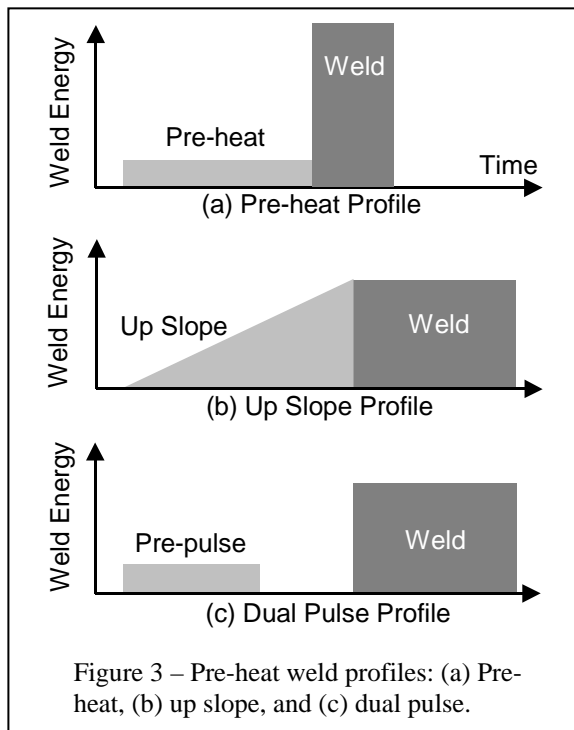 Weld Energy
Weld
Pre-heat
Time
(a) Pre-heat Profile
Weld Energy
Up Slope
Weld
(b) Up Slope Profile
Weld Energy
Pre-pulse
Weld
(c) Dual Pulse Profile
Figure 3 – Pre-heat weld profiles: (a) Pre-
heat, (b) up slope, and (c) dual pulse.